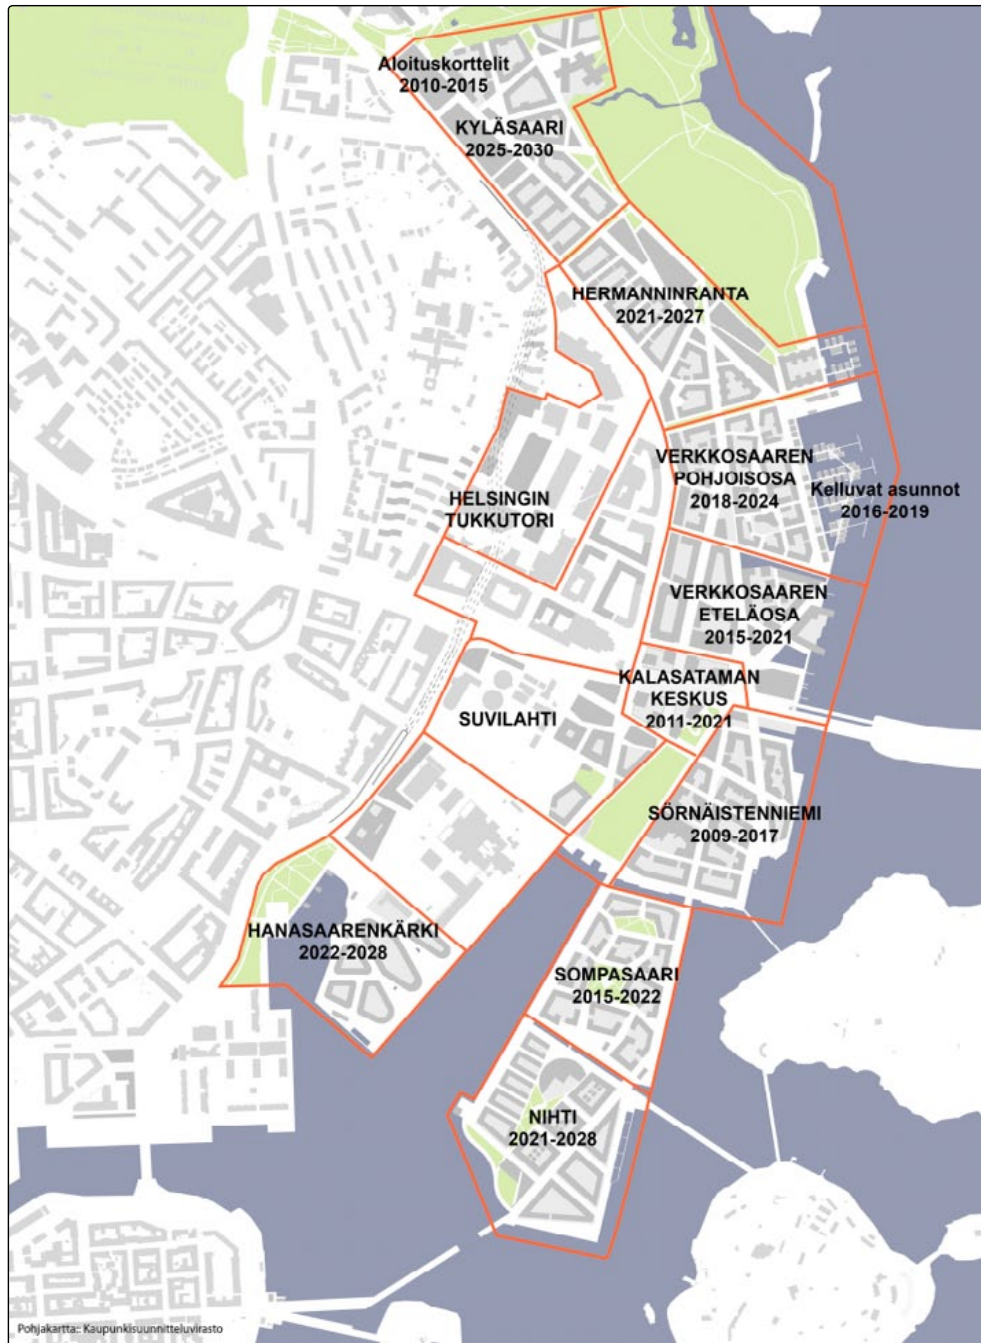 Aloituskorttelit
2010-2015
KYLÄSAARI
2025-2030
HERMANNINRANTA
2021-2027
VERKKOSAAREN
POHJOISOSA
2018-2024
Kelluvat asunnot
2016-2019
HELSINGIN
TUKKUTORI
VERKKOSAAREN
ETELÄOSA
2015-2021
KALASATAMAN
KESKUS
2011-2021
SUVILAHTI
SÖRNÄISTENNIEMI
2009-2017
HANASAARENKÄRKI
2022-2028
SOMPASAARI
2015-2022
NIHTI
2021-2028
Pohjakartta:: Kaupunkisuunnitteluvirasto